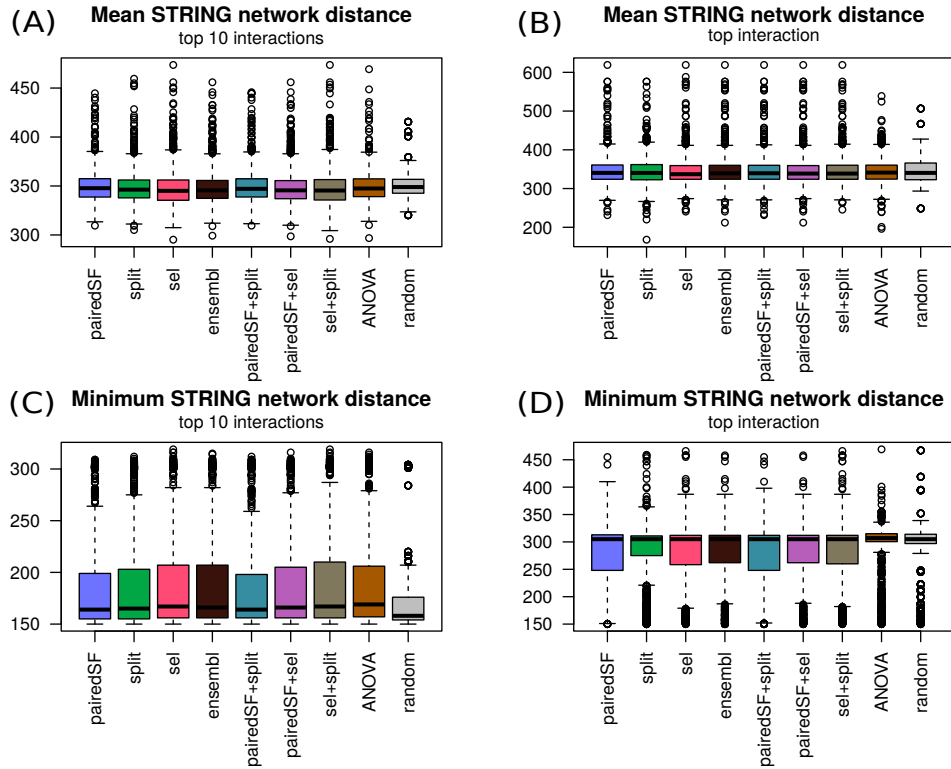 (A)
Mean STRING network distance
top 10 interactions
450
400
350
300
pairedSF
split
sel
ensembl
pairedSF+split
pairedSF+sel
sel+split
ANOVA
random
(B)
Mean STRING network distance
top interaction
600
500
400
300
200
pairedSF
split
sel
ensembl
pairedSF+split
pairedSF+sel
sel+split
ANOVA
random
(C)
Minimum STRING network distance
top 10 interactions
300
250
200
150
pairedSF
split
sel
ensembl
pairedSF+split
pairedSF+sel
sel+split
ANOVA
random
(D)
Minimum STRING network distance
top interaction
450
400
350
300
250
200
150
pairedSF
split
sel
ensembl
pairedSF+split
pairedSF+sel
sel+split
ANOVA
random